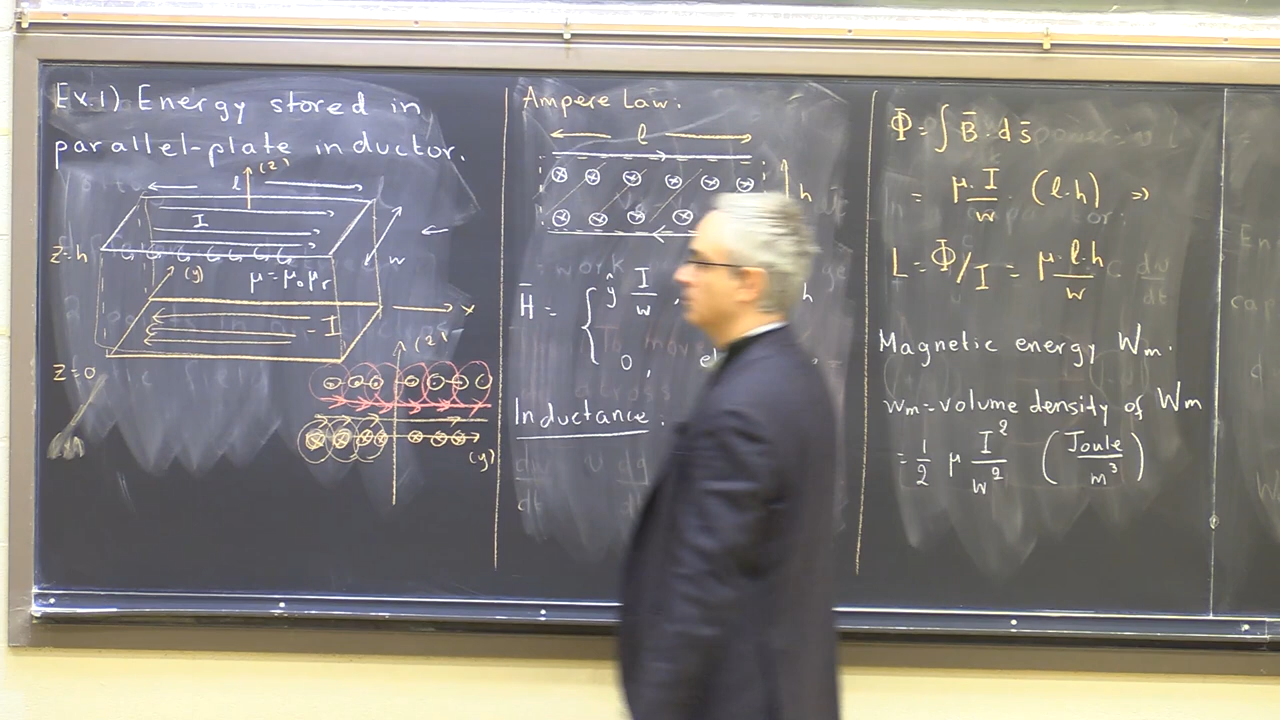 Ex.1) Energy stored in
parallel-plate inductor.
(z)
l
I
z=h
(y)
μ=μ₀μᵣ
w
x
-I
z=0
(z)
(y)
Ampere Law:
l
h
H̄ = { ŷ I/w ,
h
0 ,
Inductance:
Φ̄ = ∫ B̄ · d s̄
= μ·I/w · (l·h) ⇒
L = Φ̄/I = μ·l·h/w
Magnetic energy Wm.
wm = volume density of Wm
= 1/2 μ I²/w² (Joule/m³)